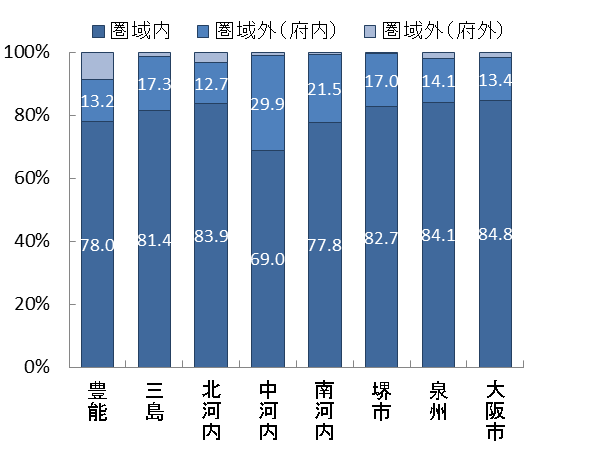 圏域内 圏域外（府内） 圏域外（府外）
100%
80%
60%
40%
20%
0%
13.2 17.3 12.7 29.9 21.5 17.0 14.1 13.4
78.0 81.4 83.9 69.0 77.8 82.7 84.1 84.8
豊能 三島 北河内 中河内 南河内 堺市 泉州 大阪市